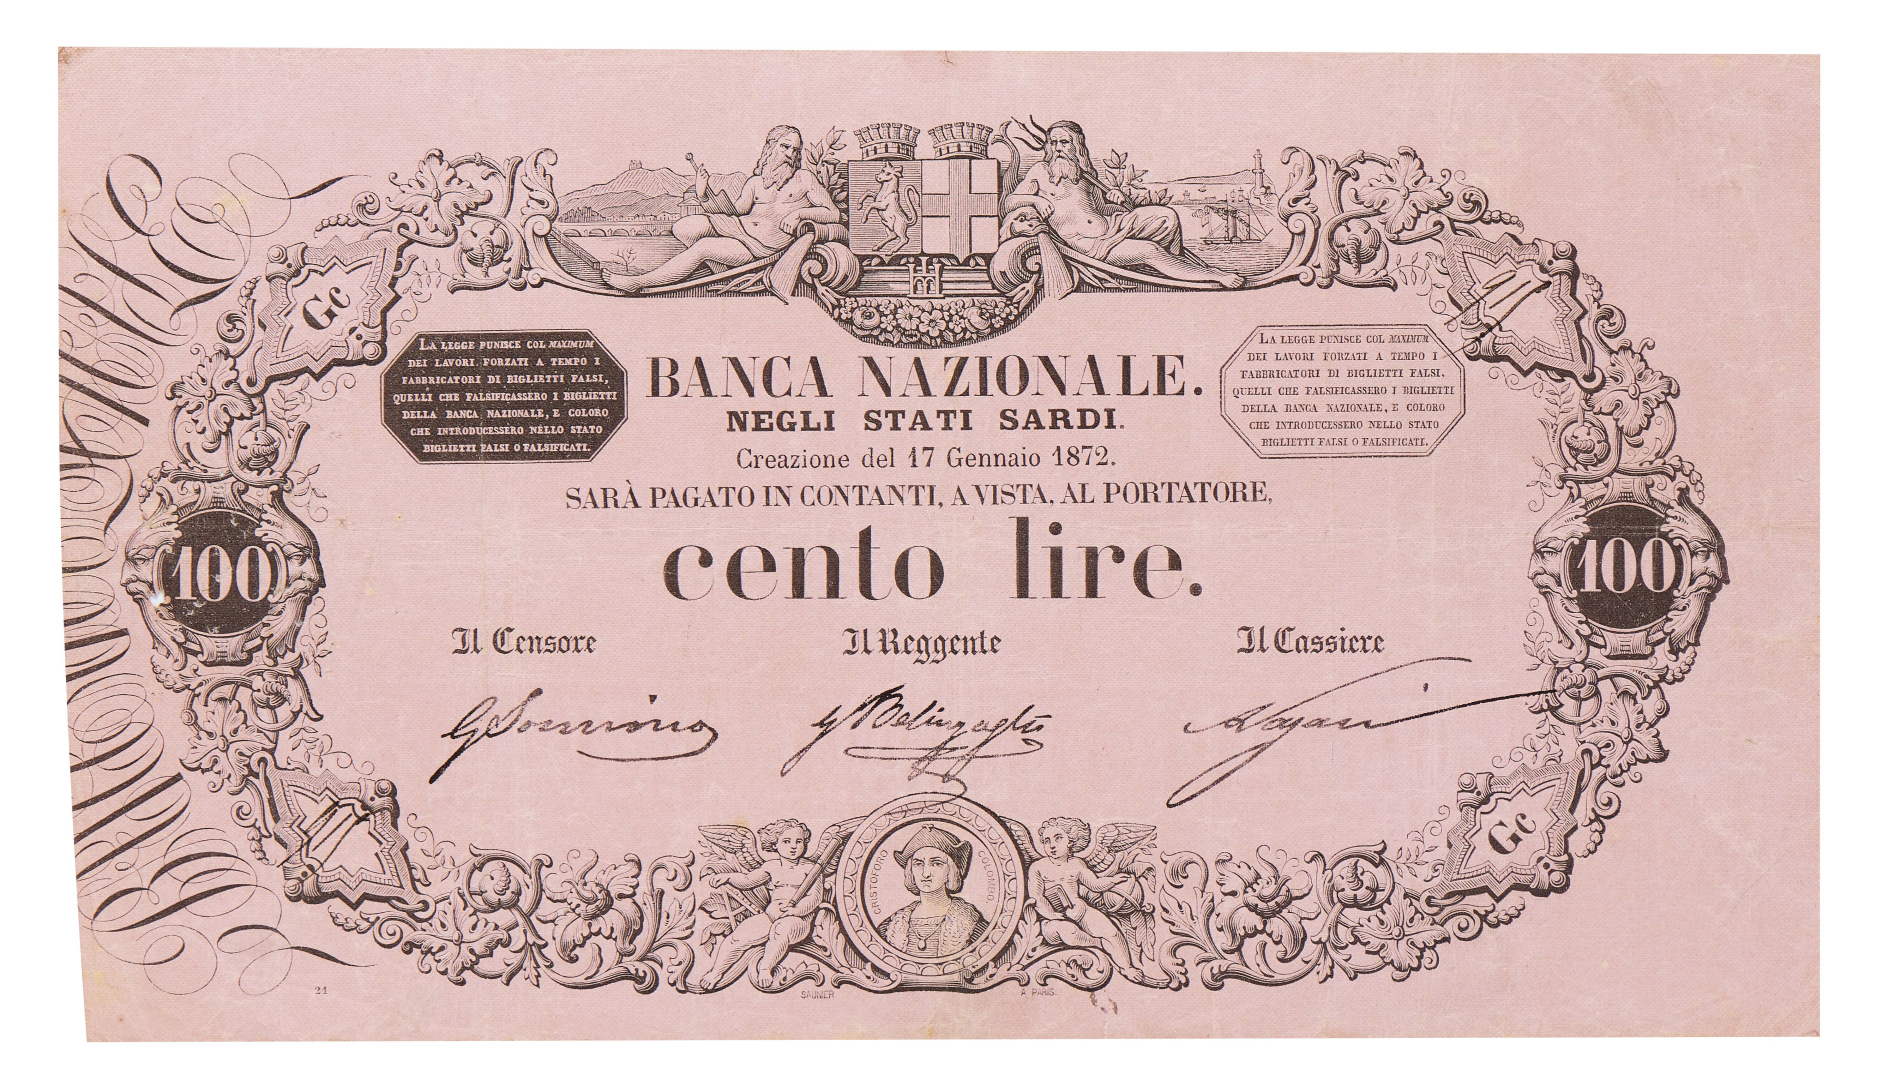 Gc
LA LEGGE PUNISCE COL MAXIMUM
DEI LAVORI FORZATI A TEMPO I
FABBRICATORI DI BIGLIETTI FALSI,
QUELLI CHE FALSIFICASSERO I BIGLIETTI
DELLA BANCA NAZIONALE, E COLORO
CHE INTRODUCESSERO NELLO STATO
BIGLIETTI FALSI O FALSIFICATI.
LA LEGGE PUNISCE COL MAXIMUM
DEI LAVORI FORZATI A TEMPO I
FABBRICATORI DI BIGLIETTI FALSI,
QUELLI CHE FALSIFICASSERO I BIGLIETTI
DELLA BANCA NAZIONALE, E COLORO
CHE INTRODUCESSERO NELLO STATO
BIGLIETTI FALSI O FALSIFICATI.
BANCA NAZIONALE.
NEGLI STATI SARDI.
Creazione del 17 Gennaio 1872.
SARÀ PAGATO IN CONTANTI, A VISTA, AL PORTATORE,
100
cento lire.
100
Il Censore
Il Reggente
Il Cassiere
Gc
CRISTOFORO COLOMBO.
21
SAUNIER
A PARIS.